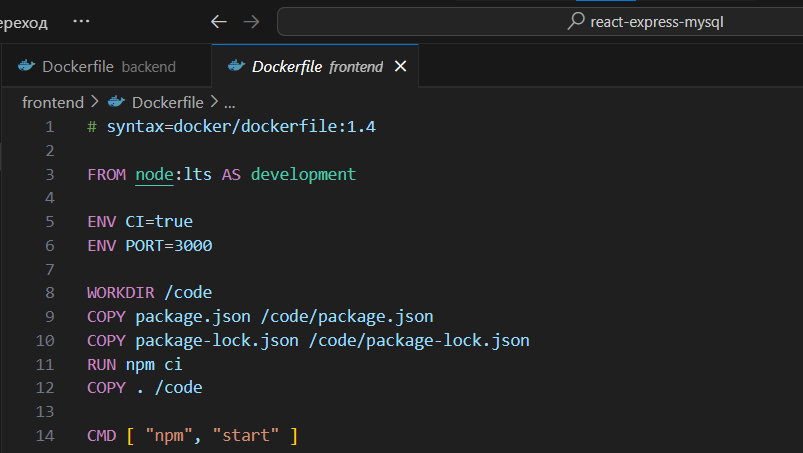 ереход ··· ← → react-express-mysql
Dockerfile backend Dockerfile frontend ×
frontend > Dockerfile > ...
1 # syntax=docker/dockerfile:1.4
2
3 FROM node:lts AS development
4
5 ENV CI=true
6 ENV PORT=3000
7
8 WORKDIR /code
9 COPY package.json /code/package.json
10 COPY package-lock.json /code/package-lock.json
11 RUN npm ci
12 COPY . /code
13
14 CMD [ "npm", "start" ]